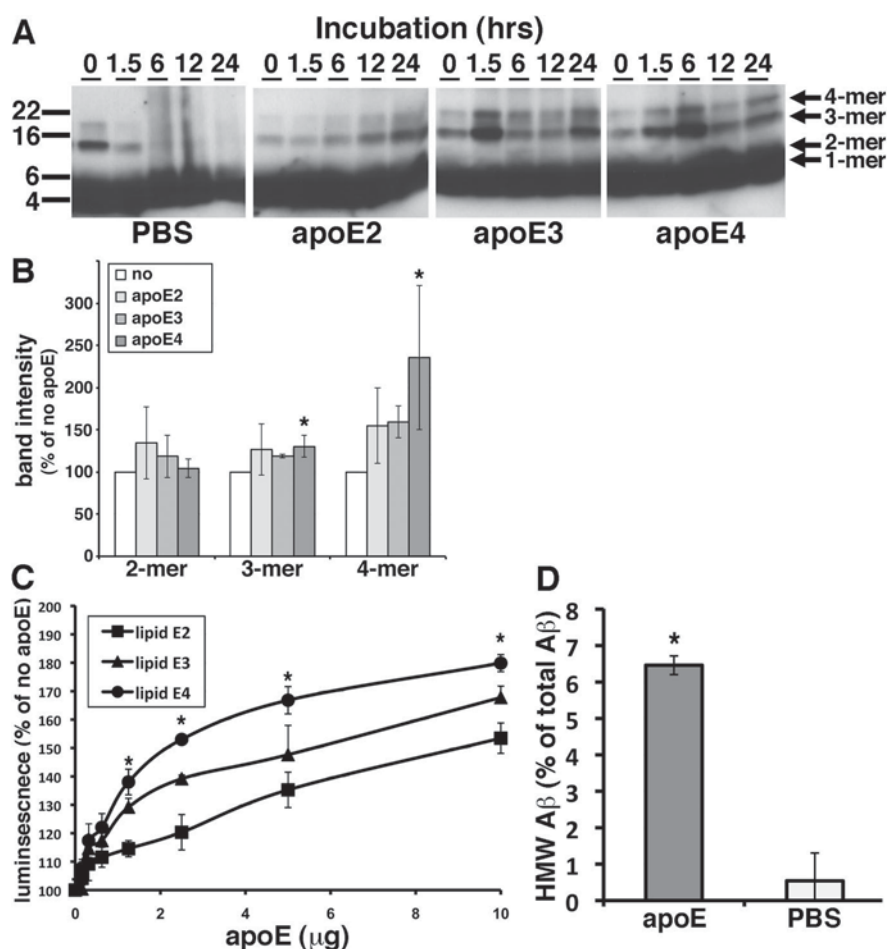 A
Incubation (hrs)
0 1.5 6 12 24 0 1.5 6 12 24 0 1.5 6 12 24 0 1.5 6 12 24
22
16
6
4
4-mer
3-mer
2-mer
1-mer
PBS apoE2 apoE3 apoE4
B
band intensity
(% of no apoE)
300
250
200
150
100
50
0
no
apoE2
apoE3
apoE4
*
*
2-mer 3-mer 4-mer
C
luminsescnece (% of no apoE)
200
190
180
170
160
150
140
130
120
110
100
lipid E2
lipid E3
lipid E4
*
*
*
*
0 2 4 6 8 10
apoE (μg)
D
HMW Aβ (% of total Aβ)
8
7
6
5
4
3
2
1
0
*
apoE PBS